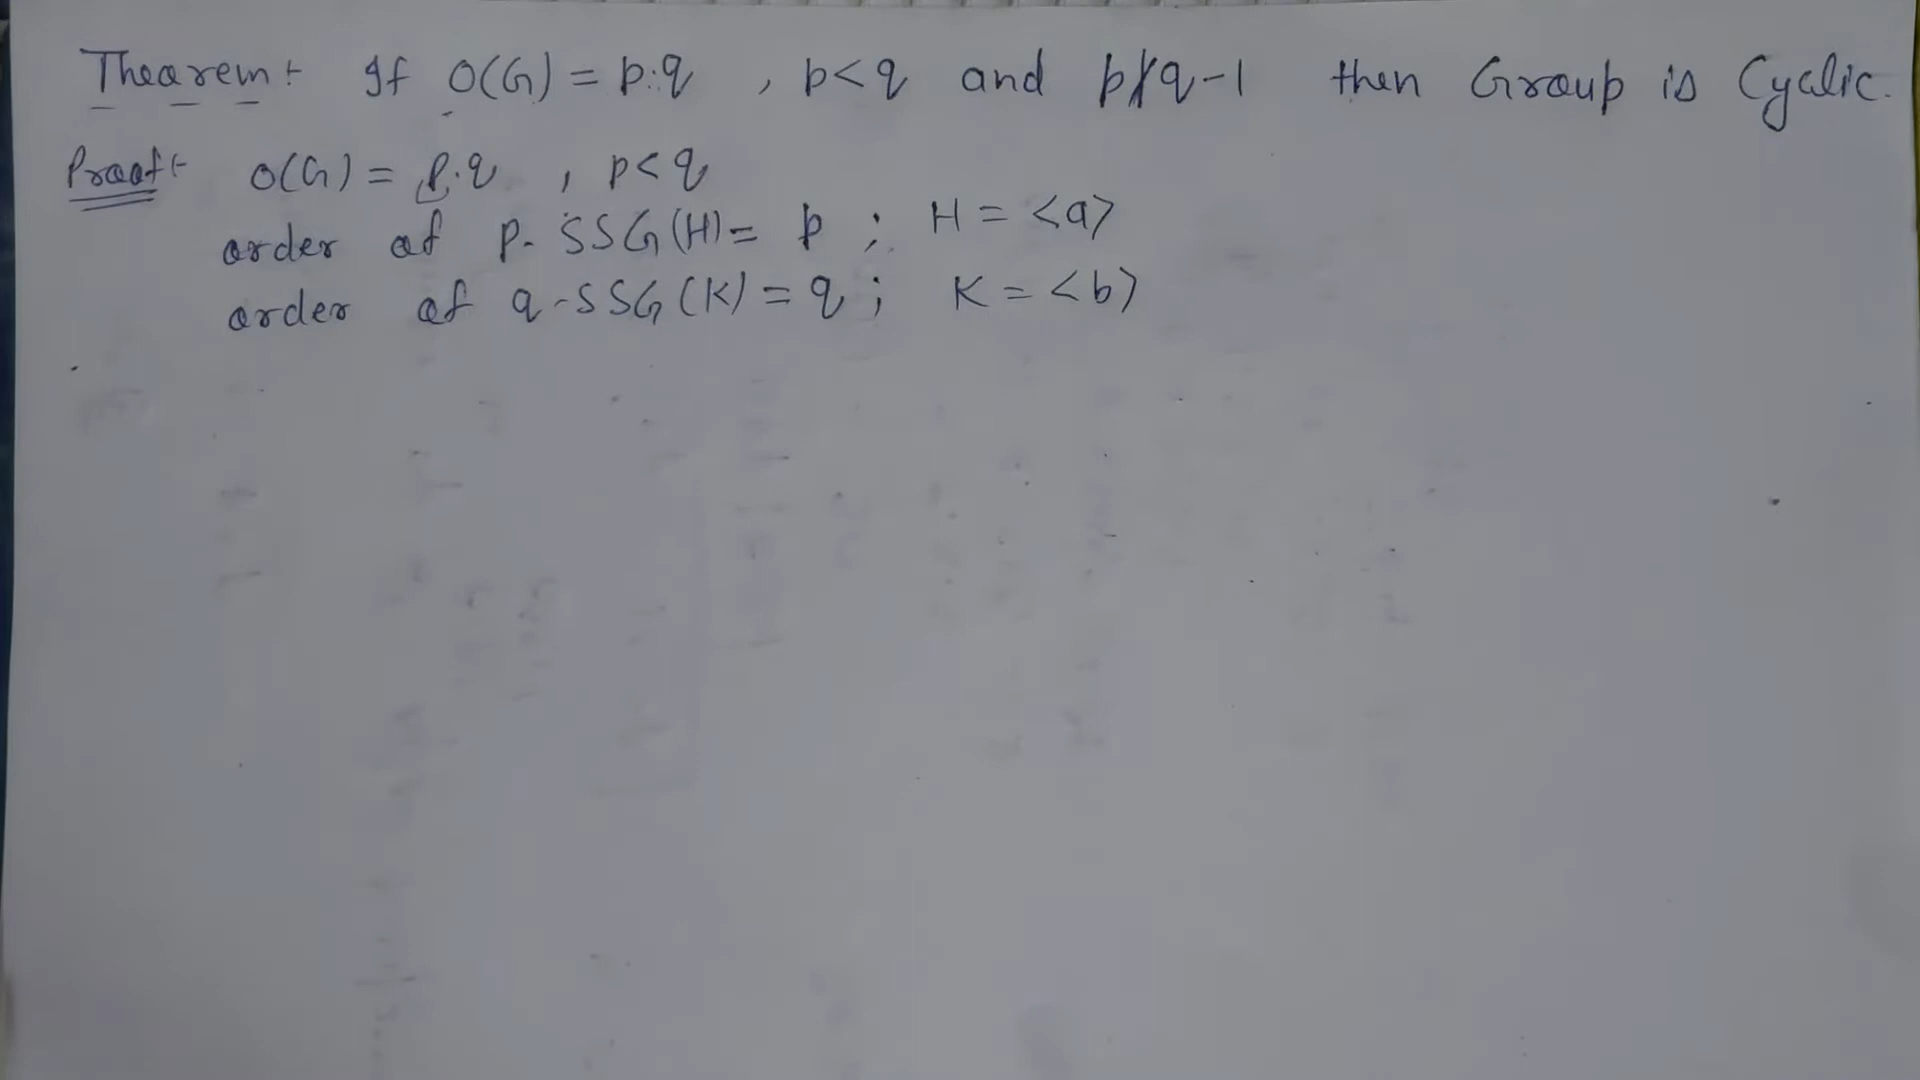 Theorem:- If O(G) = p.q , p<q and p∤q-1 then Group is Cyclic.
Proof:- O(G) = p.q , p<q
order of p-SSG(H)= p ; H = <a>
order of q-SSG(K) = q ; K = <b>